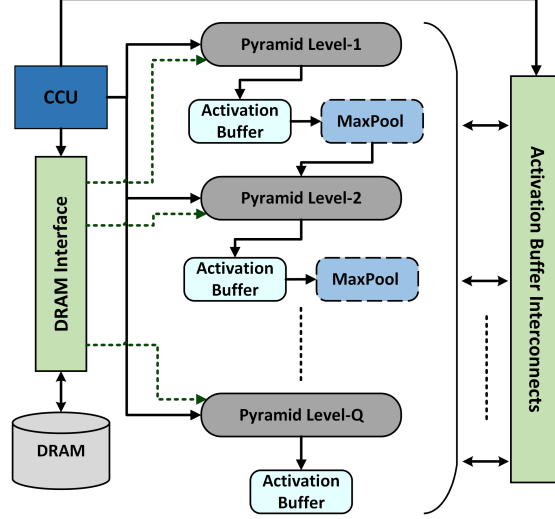 Pyramid Level-1
CCU
Activation
Buffer
MaxPool
Pyramid Level-2
Activation
Buffer
MaxPool
DRAM Interface
Activation Buffer Interconnects
Pyramid Level-Q
DRAM
Activation
Buffer